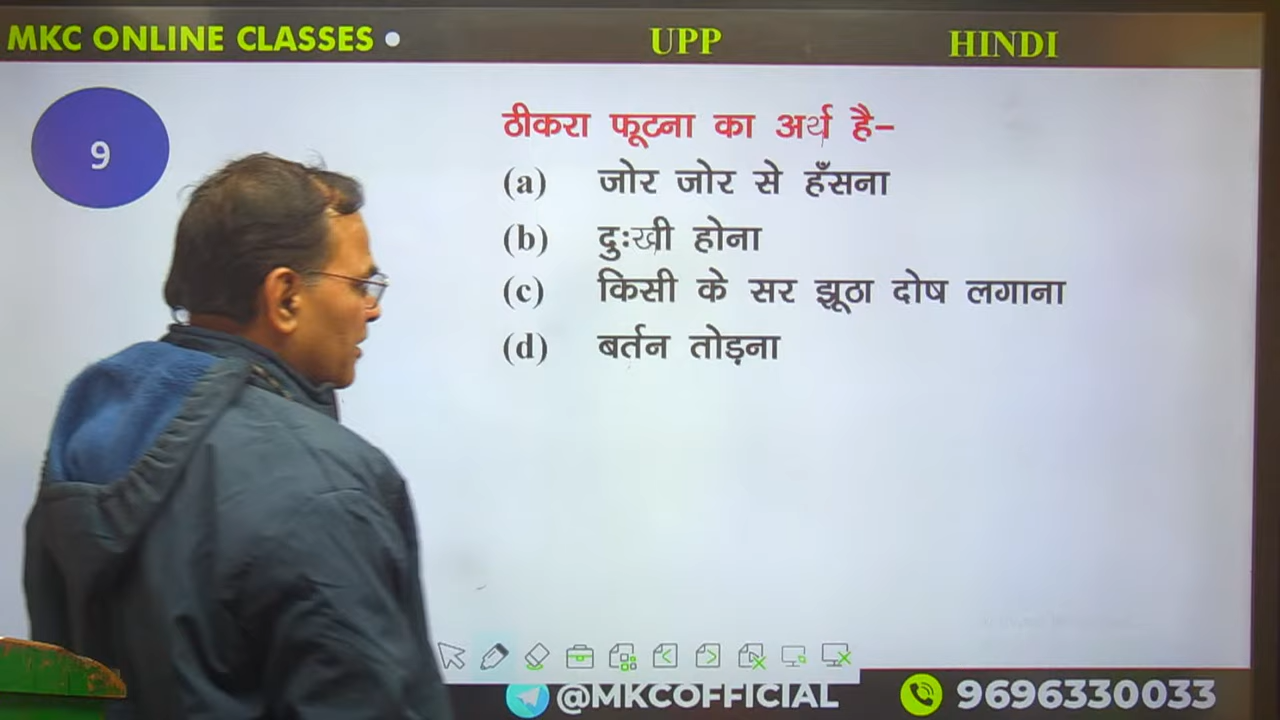 MKC ONLINE CLASSES • UPP HINDI
9
ठीकरा फूटना का अर्थ है–
(a) जोर जोर से हँसना
(b) दुःखी होना
(c) किसी के सर झूठा दोष लगाना
(d) बर्तन तोड़ना
@MKCOFFICIAL 9696330033